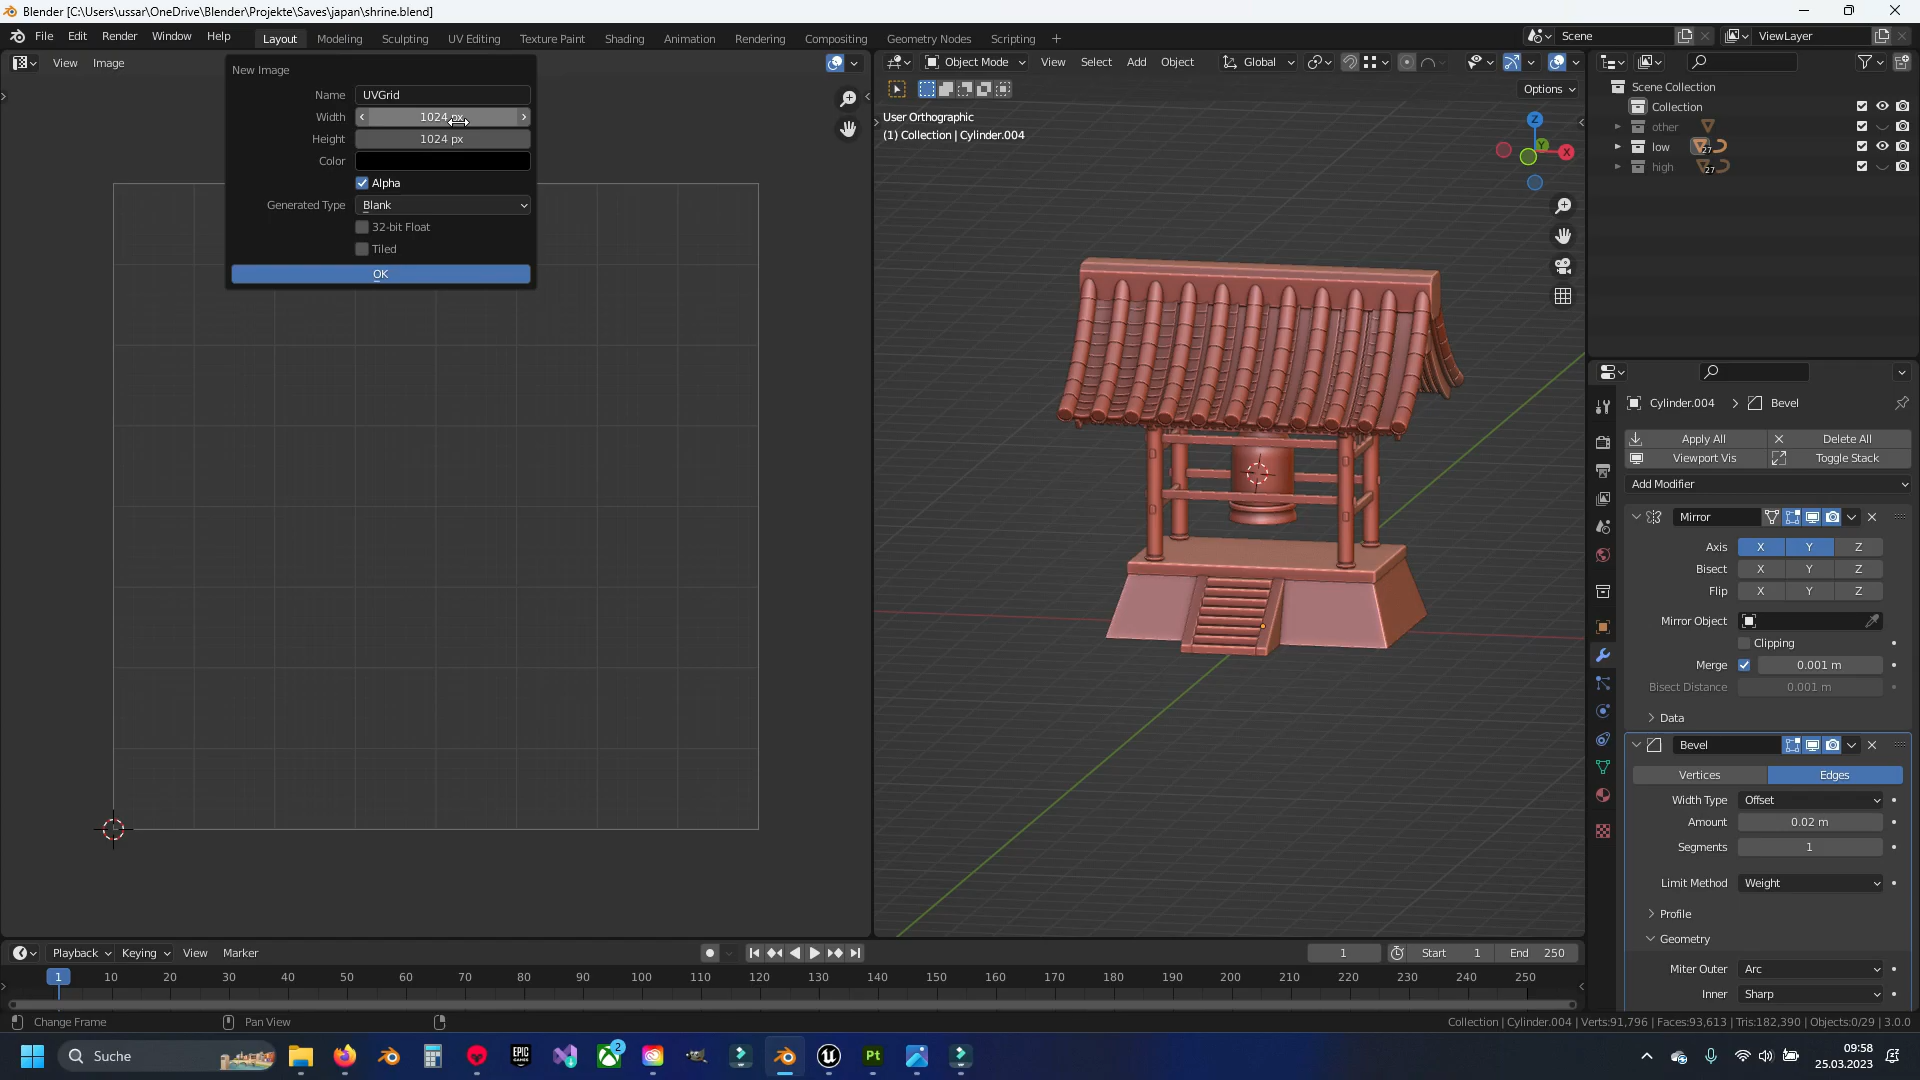 Blender [C:\Users\ussar\OneDrive\Blender\Projekte\Saves\japan\shrine.blend]
File Edit Render Window Help Layout Modeling Sculpting UV Editing Texture Paint Shading Animation Rendering Compositing Geometry Nodes Scripting + Scene ViewLayer
View Image
Object Mode View Select Add Object Global
Options
New Image
Name UVGrid
Width 1024 px
Height 1024 px
Color
Alpha
Generated Type Blank
32-bit Float
Tiled
OK
User Orthographic
(1) Collection | Cylinder.004
Z
Y
X
Scene Collection
Collection
other
low 27
high 27
Cylinder.004 > Bevel
Apply All Delete All
Viewport Vis Toggle Stack
Add Modifier
Mirror
Axis X Y Z
Bisect X Y Z
Flip X Y Z
Mirror Object
Clipping
Merge 0.001 m
Bisect Distance 0.001 m
Data
Bevel
Vertices Edges
Width Type Offset
Amount 0.02 m
Segments 1
Limit Method Weight
Profile
Geometry
Miter Outer Arc
Inner Sharp
Playback Keying View Marker 1 Start 1 End 250
1 10 20 30 40 50 60 70 80 90 100 110 120 130 140 150 160 170 180 190 200 210 220 230 240 250
Change Frame Pan View Collection | Cylinder.004 | Verts:91,796 | Faces:93,613 | Tris:182,390 | Objects:0/29 | 3.0.0
Suche
EPIC GAMES
2
Pt
09:58
25.03.2023